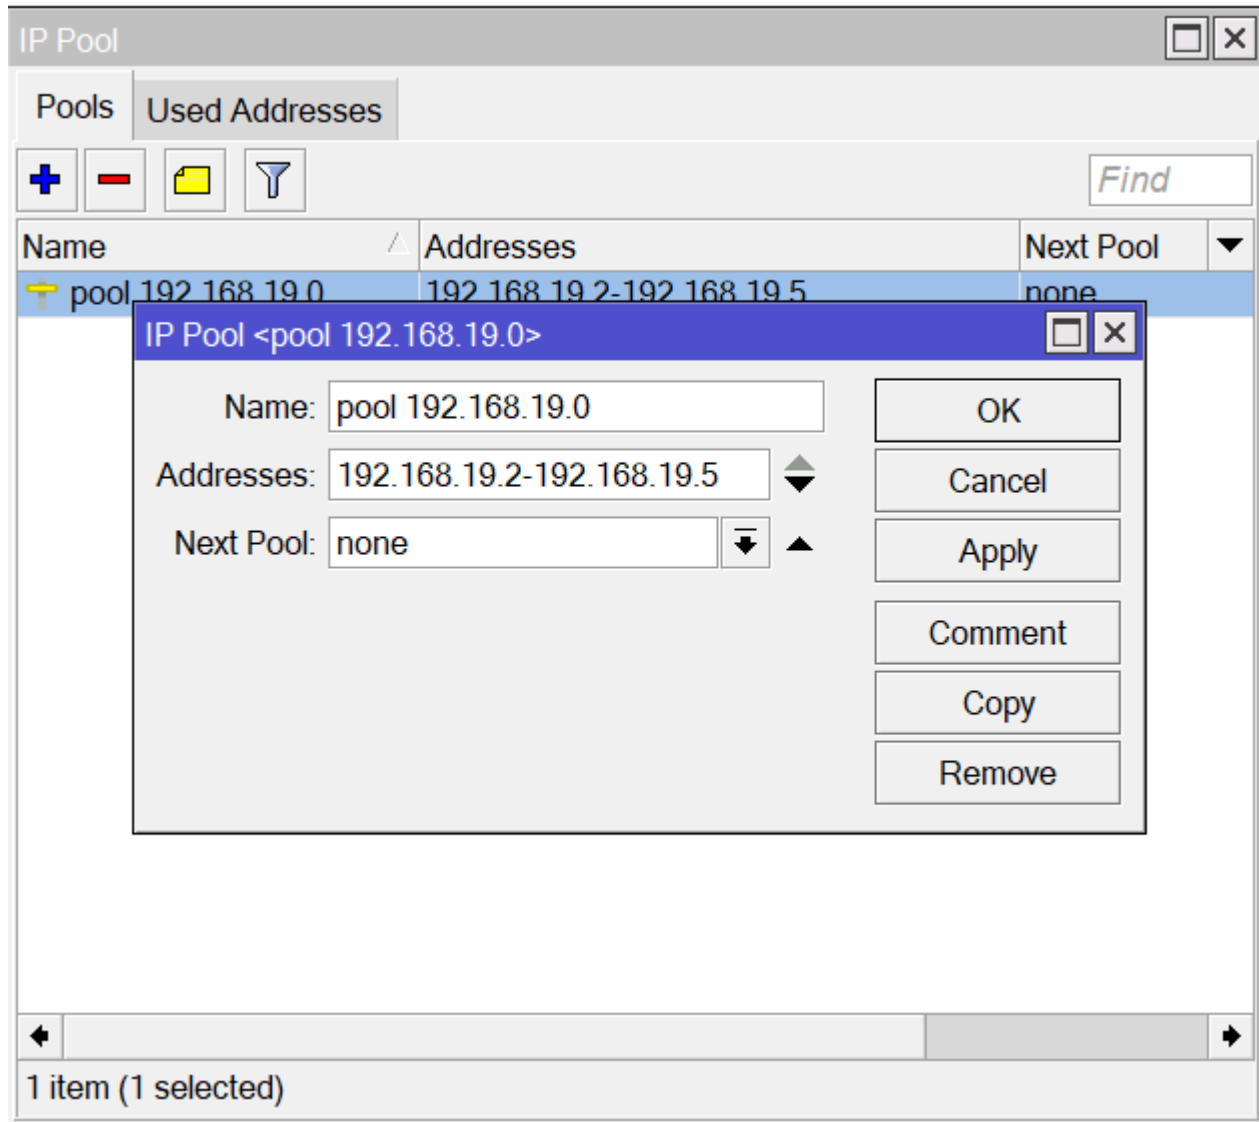 IP Pool
Pools Used Addresses
Find
Name Addresses Next Pool
pool 192.168.19.0 192.168.19.2-192.168.19.5 none
IP Pool <pool 192.168.19.0>
Name: pool 192.168.19.0 OK
Addresses: 192.168.19.2-192.168.19.5 Cancel
Next Pool: none Apply
Comment
Copy
Remove
1 item (1 selected)